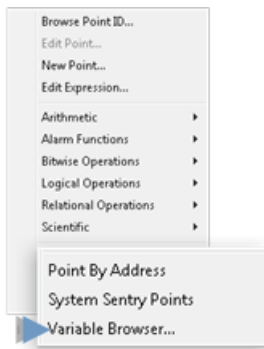 Browse Point ID...
Edit Point...
New Point...
Edit Expression...
Arithmetic
Alarm Functions
Bitwise Operations
Logical Operations
Relational Operations
Scientific
Point By Address
System Sentry Points
Variable Browser...